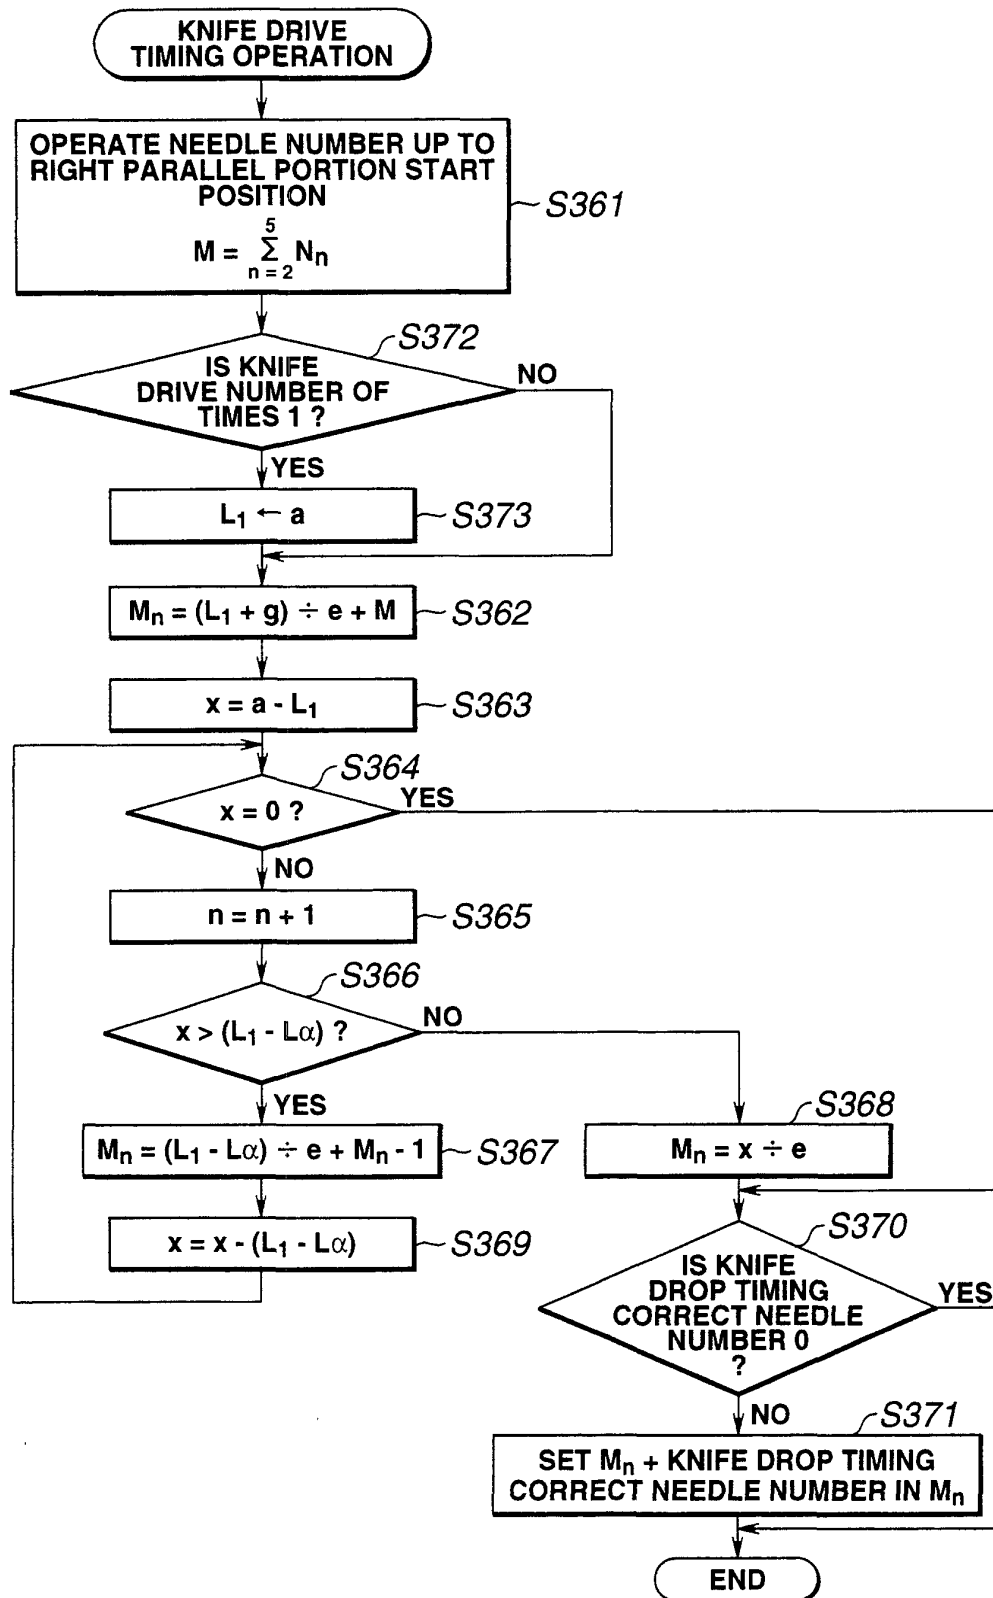 KNIFE DRIVE
TIMING OPERATION
OPERATE NEEDLE NUMBER UP TO
RIGHT PARALLEL PORTION START
POSITION
M = 5 Σ n = 2 Nn
S361
S372
IS KNIFE
DRIVE NUMBER OF
TIMES 1 ?
NO
YES
L1 ← a
S373
Mn = (L1 + g) ÷ e + M
S362
x = a - L1
S363
S364
x = 0 ?
YES
NO
n = n + 1
S365
S366
x > (L1 - Lα) ?
NO
YES
Mn = (L1 - Lα) ÷ e + Mn - 1
S367
x = x - (L1 - Lα)
S369
S368
Mn = x ÷ e
S370
IS KNIFE
DROP TIMING
CORRECT NEEDLE
NUMBER 0
?
YES
NO
S371
SET Mn + KNIFE DROP TIMING
CORRECT NEEDLE NUMBER IN Mn
END